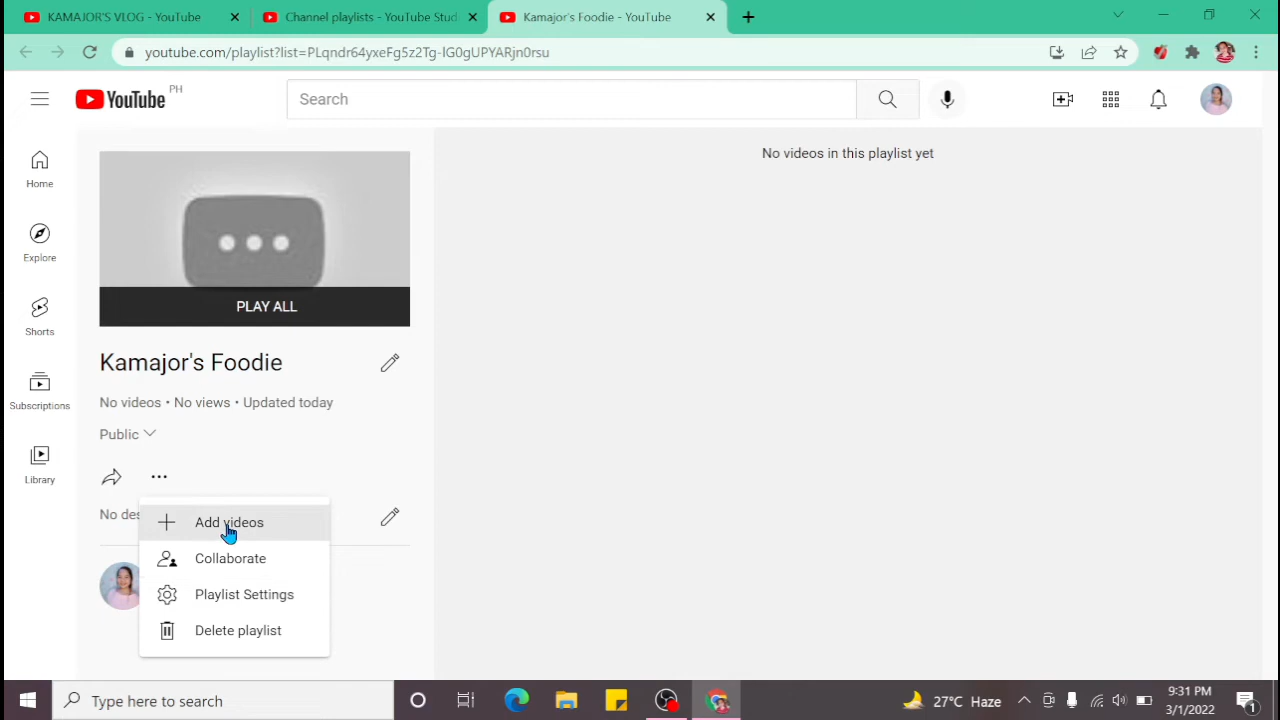 KAMAJOR'S VLOG - YouTube
Channel playlists - YouTube Stud
Kamajor's Foodie - YouTube
youtube.com/playlist?list=PLqndr64yxeFg5z2Tg-lG0gUPYARjn0rsu
YouTube PH
Search
Home
Explore
Shorts
Subscriptions
Library
PLAY ALL
Kamajor's Foodie
No videos • No views • Updated today
Public
No des
Add videos
Collaborate
Playlist Settings
Delete playlist
No videos in this playlist yet
Type here to search
27°C Haze
9:31 PM
3/1/2022
1